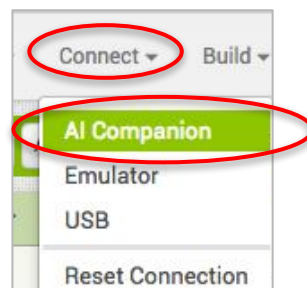 Connect Build
AI Companion
Emulator
USB
Reset Connection